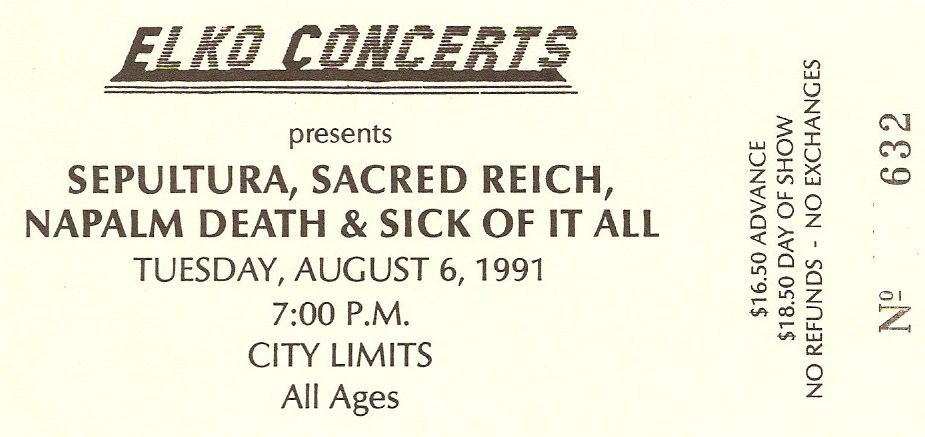 ELKO CONCERTS
presents
SEPULTURA, SACRED REICH,
NAPALM DEATH & SICK OF IT ALL
TUESDAY, AUGUST 6, 1991
7:00 P.M.
CITY LIMITS
All Ages
$16.50 ADVANCE
$18.50 DAY OF SHOW
NO REFUNDS - NO EXCHANGES
Nº 632